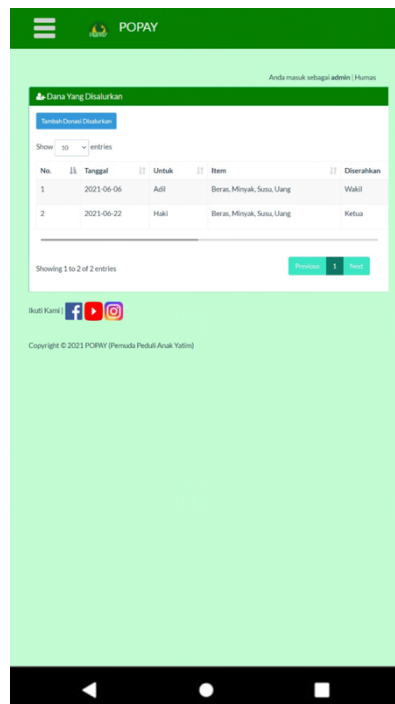 POPAY
Anda masuk sebagai admin | Humas
Dana Yang Disalurkan
Tambah Donasi Disalurkan
Show 10 entries
No. Tanggal Untuk Item Diserahkan
1 2021-06-06 Adil Beras, Minyak, Susu, Uang Wakil
2 2021-06-22 Haki Beras, Minyak, Susu, Uang Ketua
Showing 1 to 2 of 2 entries
Previous 1 Next
Ikuti Kami |
Copyright © 2021 POPAY (Pemuda Peduli Anak Yatim)